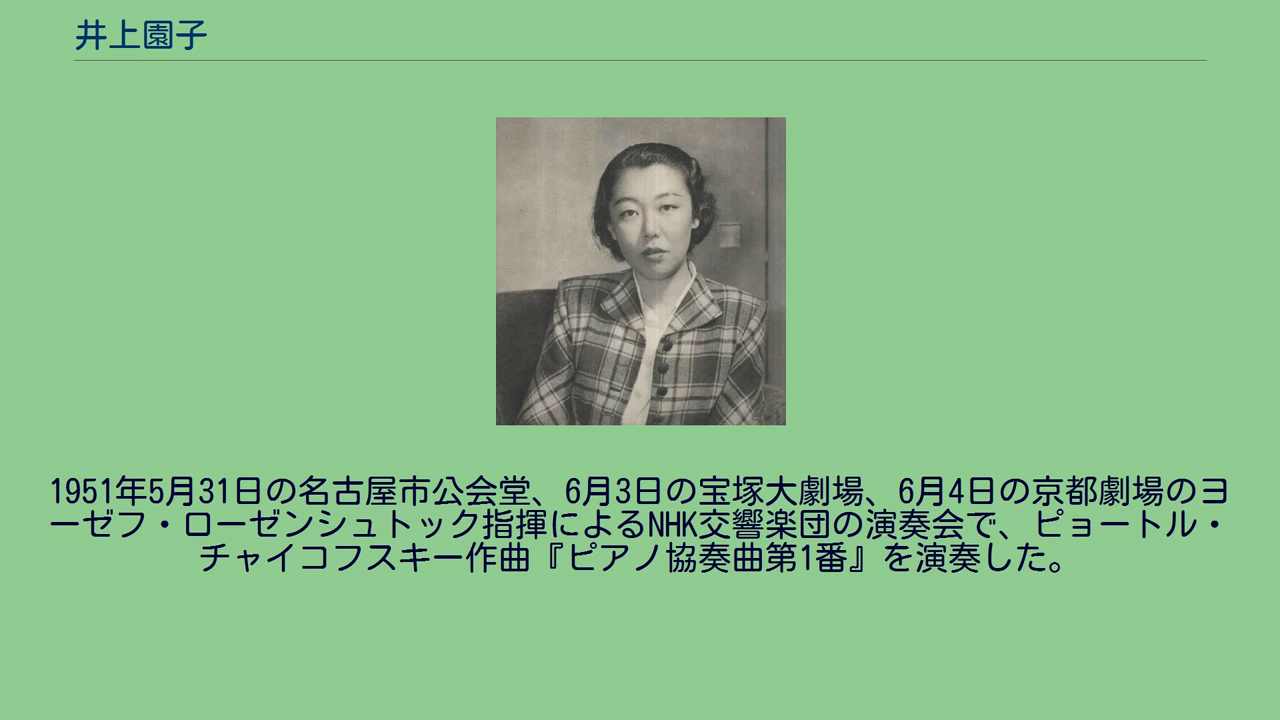 井上園子
1951年5月31日の名古屋市公会堂、6月3日の宝塚大劇場、6月4日の京都劇場のヨ
ーゼフ・ローゼンシュトック指揮によるNHK交響楽団の演奏会で、ピョートル・
チャイコフスキー作曲『ピアノ協奏曲第1番』を演奏した。